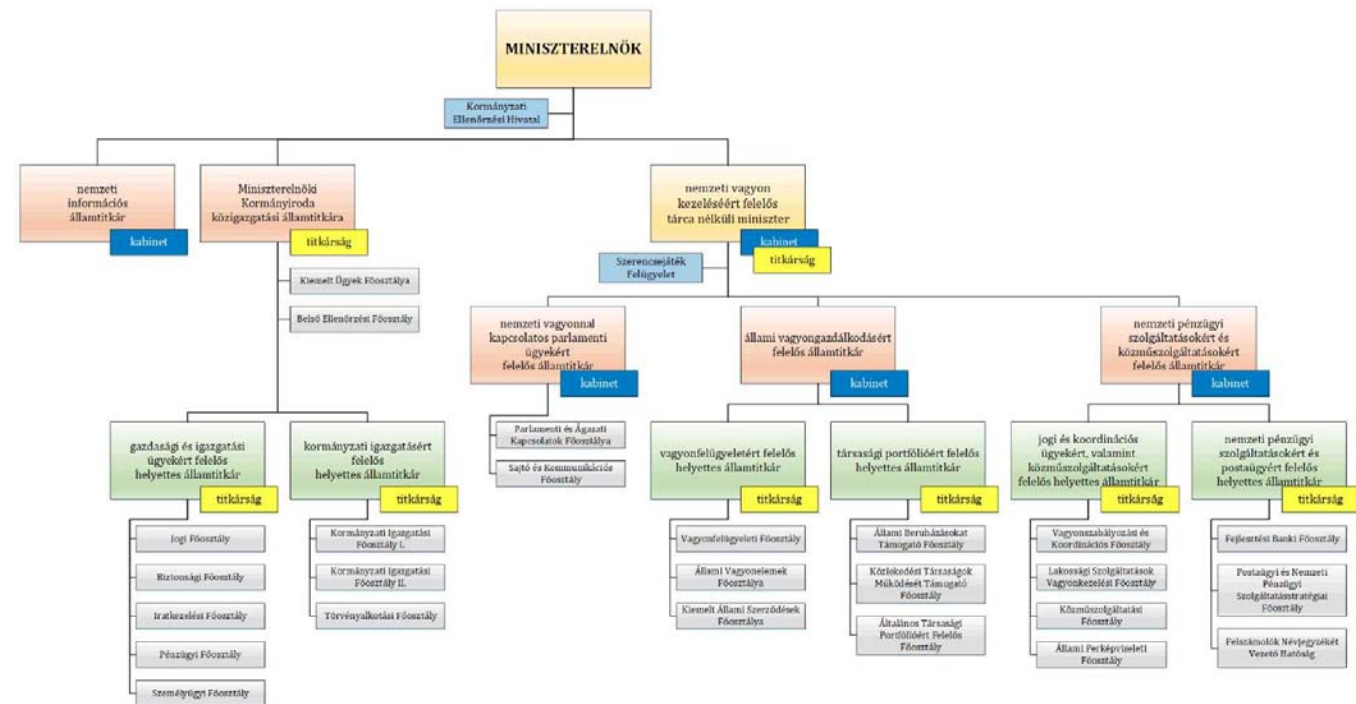 MINISZTERELNÖK
Kormányzati
Ellenőrzési Hivatal
nemzeti
információs
államtitkár
kabinet
Miniszterelnöki
Kormányiroda
közigazgatási államtitkára
titkárság
nemzeti vagyon
kezeléséért felelős
tárca nélküli miniszter
kabinet
titkárság
Kiemelt Ügyek Főosztálya
Belső Ellenőrzési Főosztály
Szerencsejáték
Felügyelet
nemzeti vagyonnal
kapcsolatos parlamenti
ügyekért
felelős államtitkár
kabinet
állami vagyongazdálkodásért
felelős államtitkár
kabinet
nemzeti pénzügyi
szolgáltatásokért és
közműszolgáltatásokért
felelős államtitkár
kabinet
gazdasági és igazgatási
ügyekért felelős
helyettes államtitkár
titkárság
kormányzati igazgatásért
felelős
helyettes államtitkár
titkárság
Parlamenti és Ágazati
Kapcsolatok Főosztálya
Sajtó és Kommunikációs
Főosztály
vagyonfelügyeletért felelős
helyettes államtitkár
titkárság
társasági portfólióért felelős
helyettes államtitkár
titkárság
jogi és koordinációs
ügyekért, valamint
közműszolgáltatásokért
felelős helyettes államtitkár
titkárság
nemzeti pénzügyi
szolgáltatásokért és
postaügyért felelős
helyettes államtitkár
titkárság
Jogi Főosztály
Biztonsági Főosztály
Iratkezelési Főosztály
Pénzügyi Főosztály
Személyügyi Főosztály
Kormányzati Igazgatási
Főosztály I.
Kormányzati Igazgatási
Főosztály II.
Törvényalkotási Főosztály
Vagyonfelügyeleti Főosztály
Állami Vagyonelemek
Főosztálya
Kiemelt Állami Szerződések
Főosztálya
Állami Beruházásokat
Támogató Főosztály
Közlekedési Társaságok
Működését Támogató
Főosztály
Általános Társasági
Portfólióért Felelős
Főosztály
Vagyonszabályozási és
Koordinációs Főosztály
Lakossági Szolgáltatások
Vagyonkezelési Főosztály
Közműszolgáltatási
Főosztály
Állami Perképviseleti
Főosztály
Fejlesztési Banki Főosztály
Postaügyi és Nemzeti
Pénzügyi
Szolgáltatásstratégiai
Főosztály
Felszámolók Névjegyzékét
Vezető Hatóság